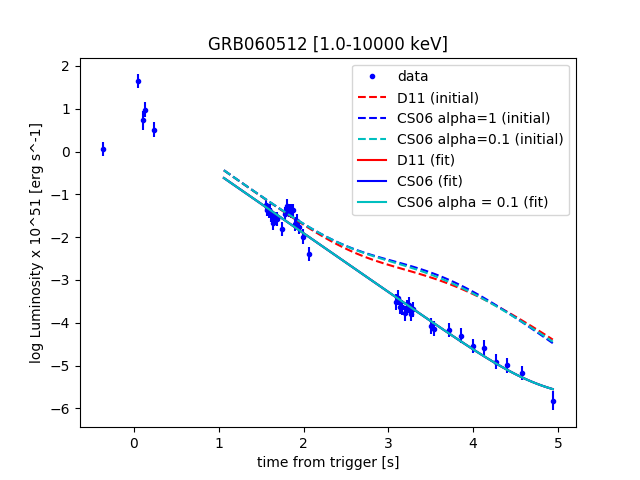 GRB060512 [1.0-10000 keV]
log Luminosity x 10^51 [erg s^-1]
2
1
0
−1
−2
−3
−4
−5
−6
data
D11 (initial)
CS06 alpha=1 (initial)
CS06 alpha=0.1 (initial)
D11 (fit)
CS06 (fit)
CS06 alpha = 0.1 (fit)
0 1 2 3 4 5
time from trigger [s]